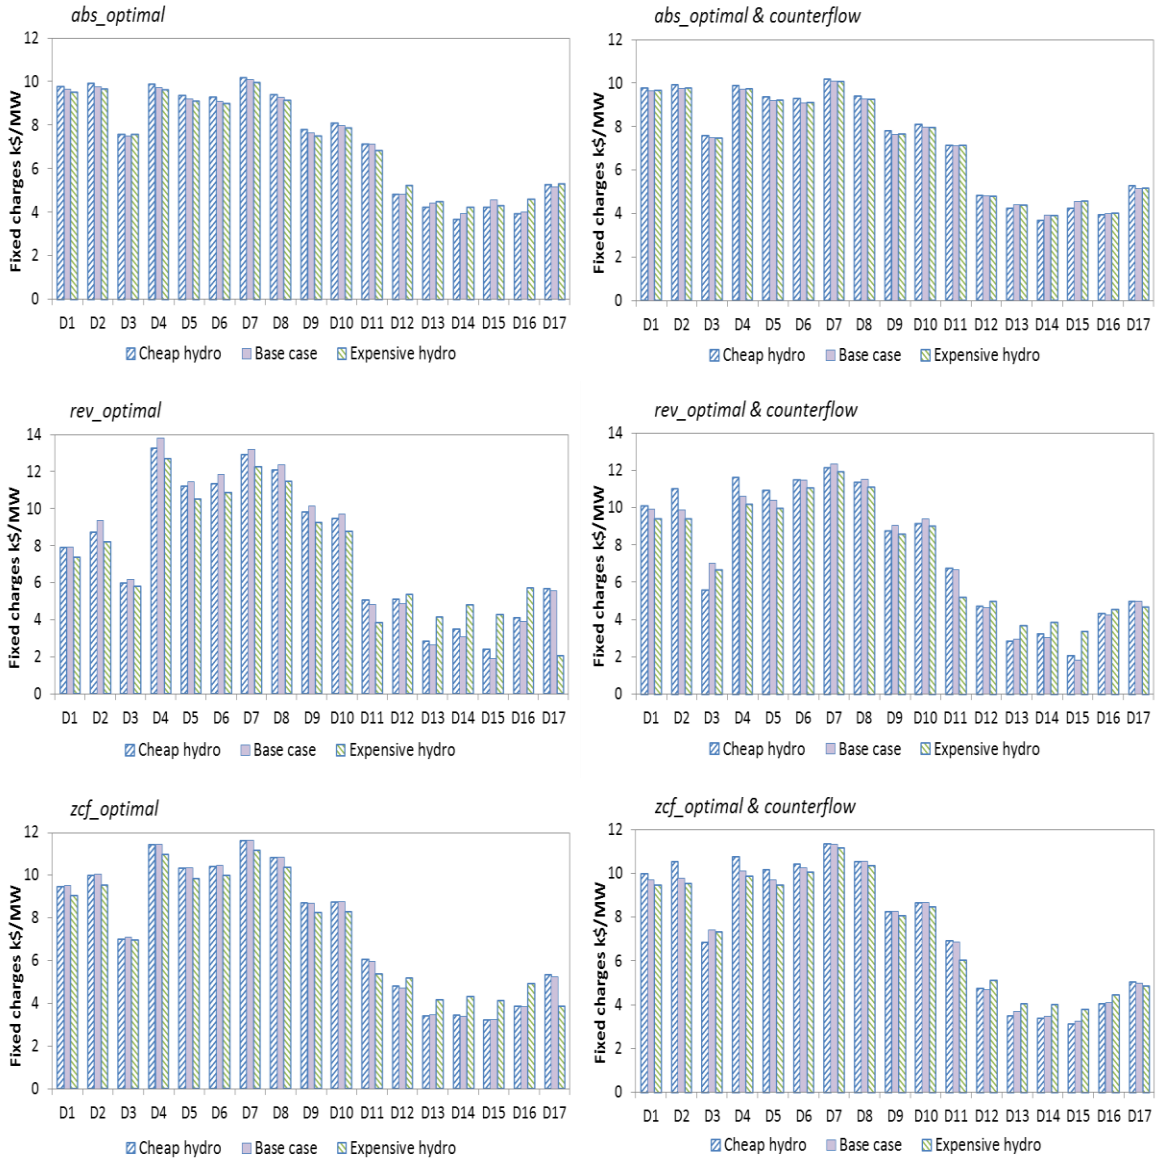 abs_optimal
Fixed charges k$/MW
12
10
8
6
4
2
0
D1 D2 D3 D4 D5 D6 D7 D8 D9 D10 D11 D12 D13 D14 D15 D16 D17
Cheap hydro Base case Expensive hydro
abs_optimal & counterflow
Fixed charges k$/MW
12
10
8
6
4
2
0
D1 D2 D3 D4 D5 D6 D7 D8 D9 D10 D11 D12 D13 D14 D15 D16 D17
Cheap hydro Base case Expensive hydro
rev_optimal
Fixed charges k$/MW
14
12
10
8
6
4
2
0
D1 D2 D3 D4 D5 D6 D7 D8 D9 D10 D11 D12 D13 D14 D15 D16 D17
Cheap hydro Base case Expensive hydro
rev_optimal & counterflow
Fixed charges k$/MW
14
12
10
8
6
4
2
0
D1 D2 D3 D4 D5 D6 D7 D8 D9 D10 D11 D12 D13 D14 D15 D16 D17
Cheap hydro Base case Expensive hydro
zcf_optimal
Fixed charges k$/MW
12
10
8
6
4
2
0
D1 D2 D3 D4 D5 D6 D7 D8 D9 D10 D11 D12 D13 D14 D15 D16 D17
Cheap hydro Base case Expensive hydro
zcf_optimal & counterflow
Fixed charges k$/MW
12
10
8
6
4
2
0
D1 D2 D3 D4 D5 D6 D7 D8 D9 D10 D11 D12 D13 D14 D15 D16 D17
Cheap hydro Base case Expensive hydro